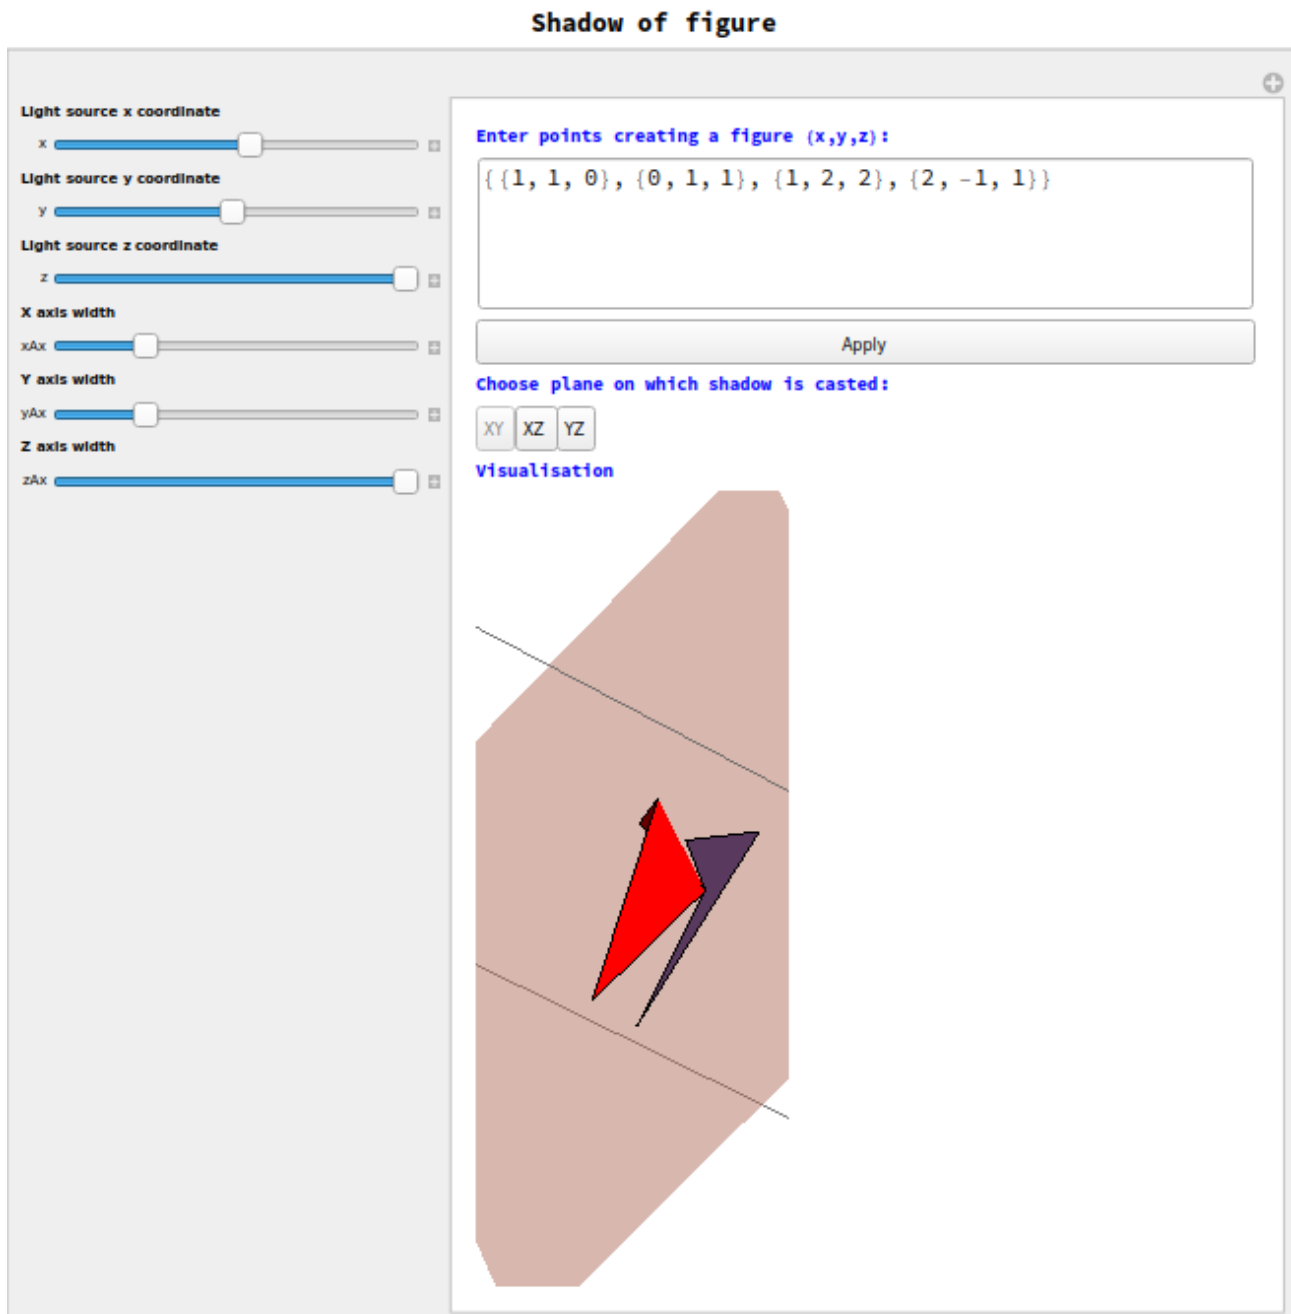 Shadow of figure
Light source x coordinate
x
Light source y coordinate
y
Light source z coordinate
z
X axis width
xAx
Y axis width
yAx
Z axis width
zAx
Enter points creating a figure (x,y,z):
{{1, 1, 0}, {0, 1, 1}, {1, 2, 2}, {2, -1, 1}}
Apply
Choose plane on which shadow is casted:
XY XZ YZ
Visualisation